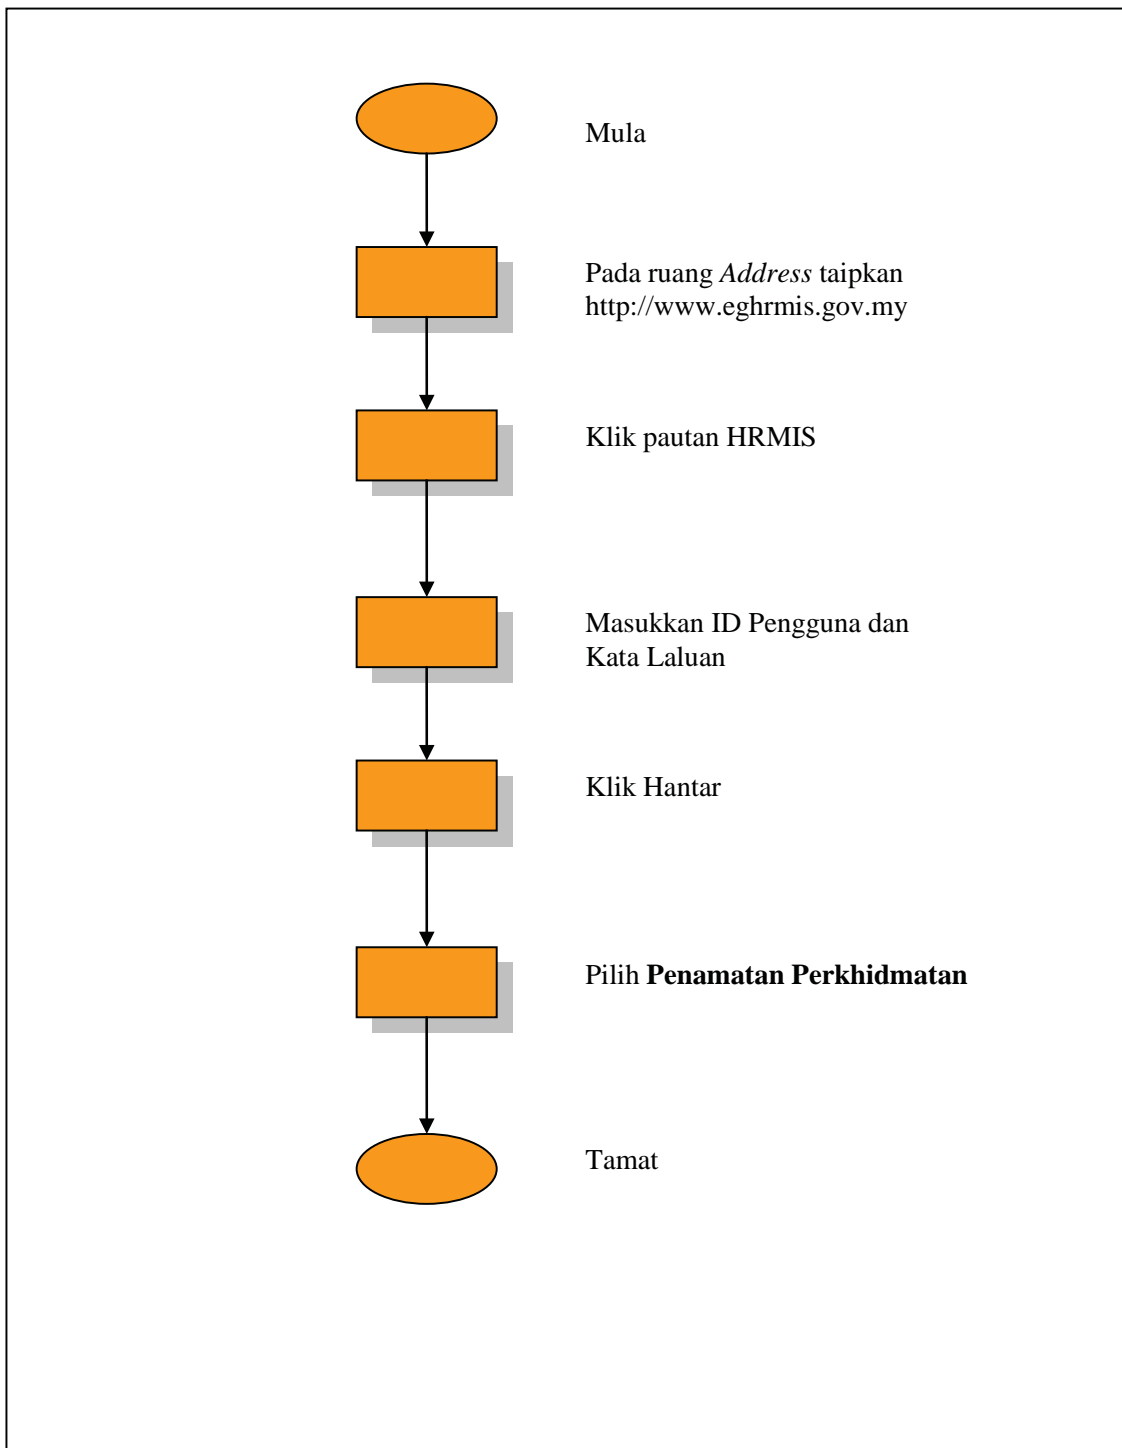 Mula
Pada ruang Address taipkan
http://www.eghrmis.gov.my
Klik pautan HRMIS
Masukkan ID Pengguna dan
Kata Laluan
Klik Hantar
Pilih Penamatan Perkhidmatan
Tamat